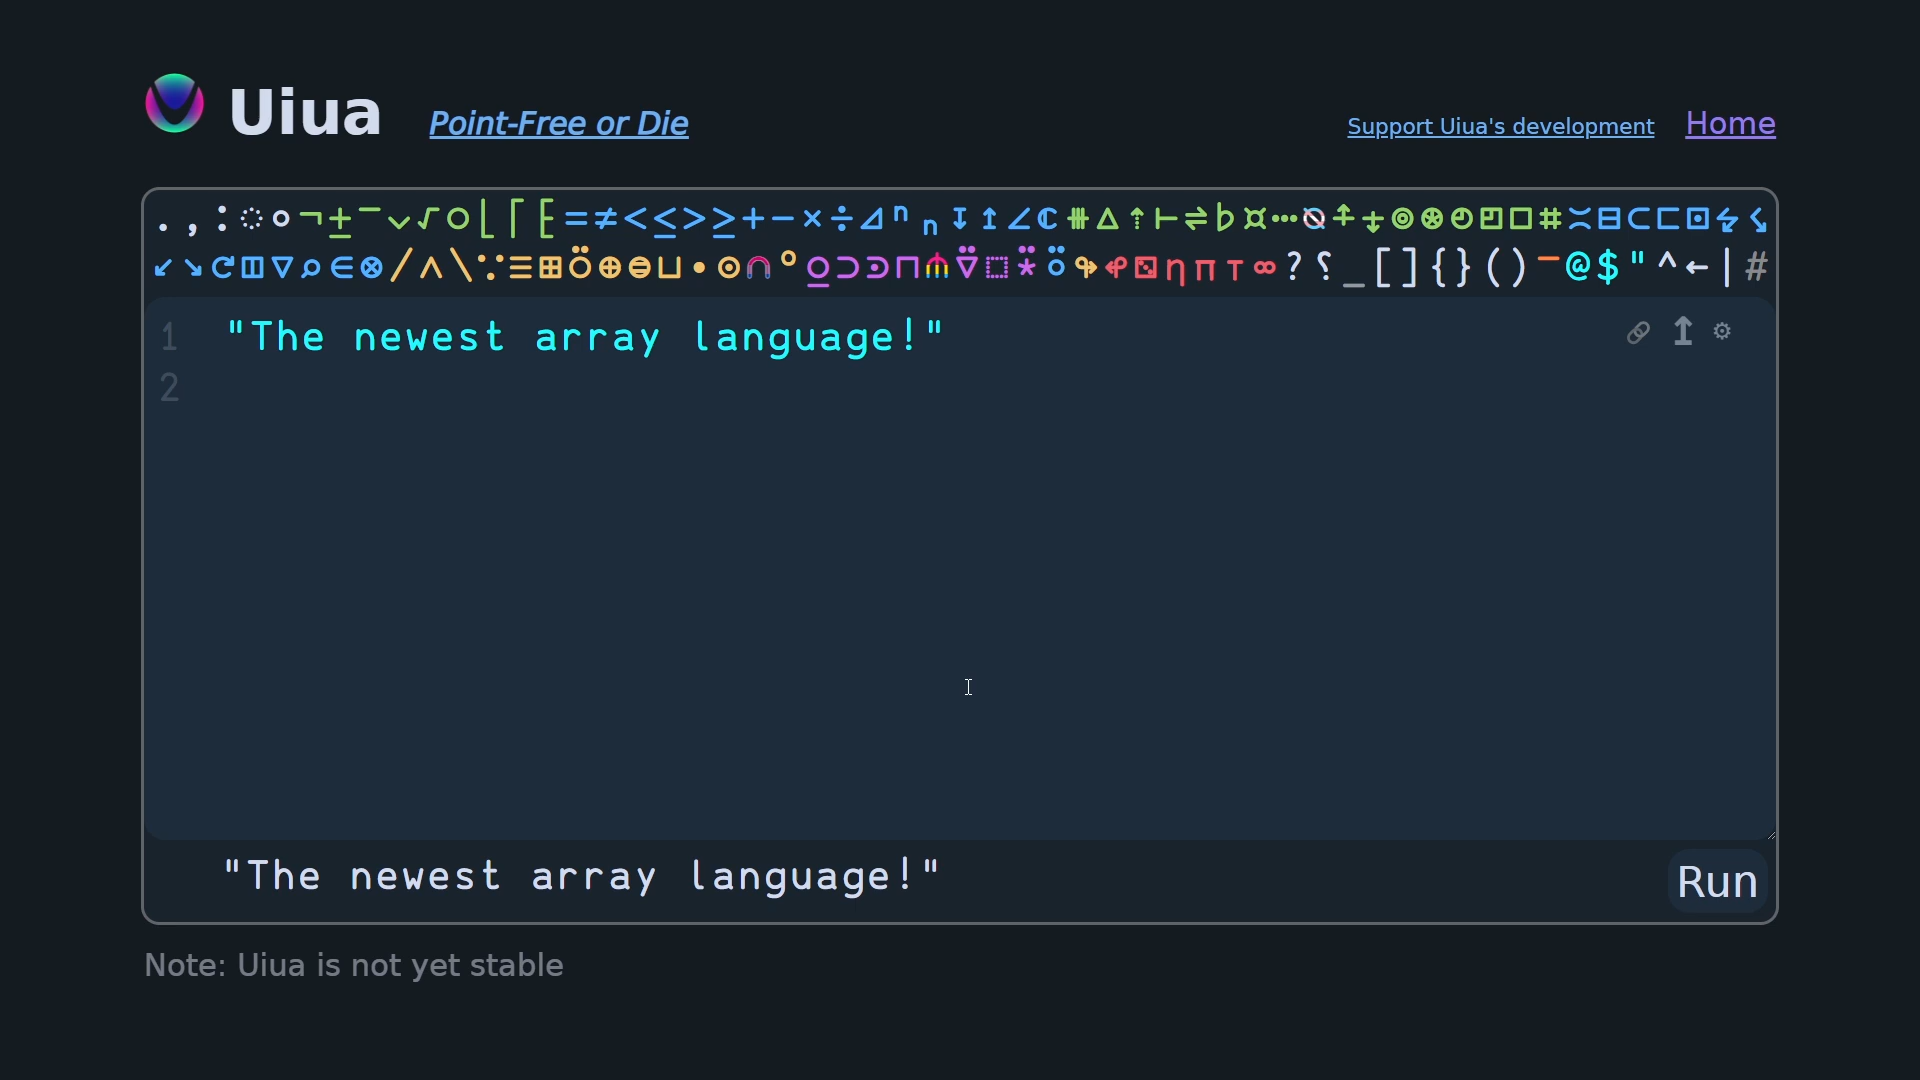 Uiua
Point-Free or Die
Support Uiua's development
Home
. , : ◌ ∘ ¬ ± ¯ ⌵ √ ○ ⌊ ⌈ ⁅ = ≠ < ≤ > ≥ + - × ÷ ◿ ⁿ ₙ ↧ ↥ ∠ ℂ ⧻ △ ⇡ ⊢ ⇌ ♭ ¤ ⋯ ⍉ ⍏ ⍖ ⊚ ⊛ ◴ ◰ □ ⋕ ≍ ⊟ ⊂ ⊏ ⊡ ↯ ☇
↙ ↘ ↻ ◫ ▽ ⌕ ∊ ⊗ / ∧ \ ∵ ≡ ⊞ ⍥ ⊕ ⊖ ⊔ ∙ ⊙ ∩ ° ⊃ ⊓ ⍢ ⬚ ⍣ ⍤ ⚂ η π τ ∞ ? ⸮ _ [ ] { } ( ) ¯ @ $ " ^ ← | #
1 "The newest array language!"
2
"The newest array language!"
Run
Note: Uiua is not yet stable